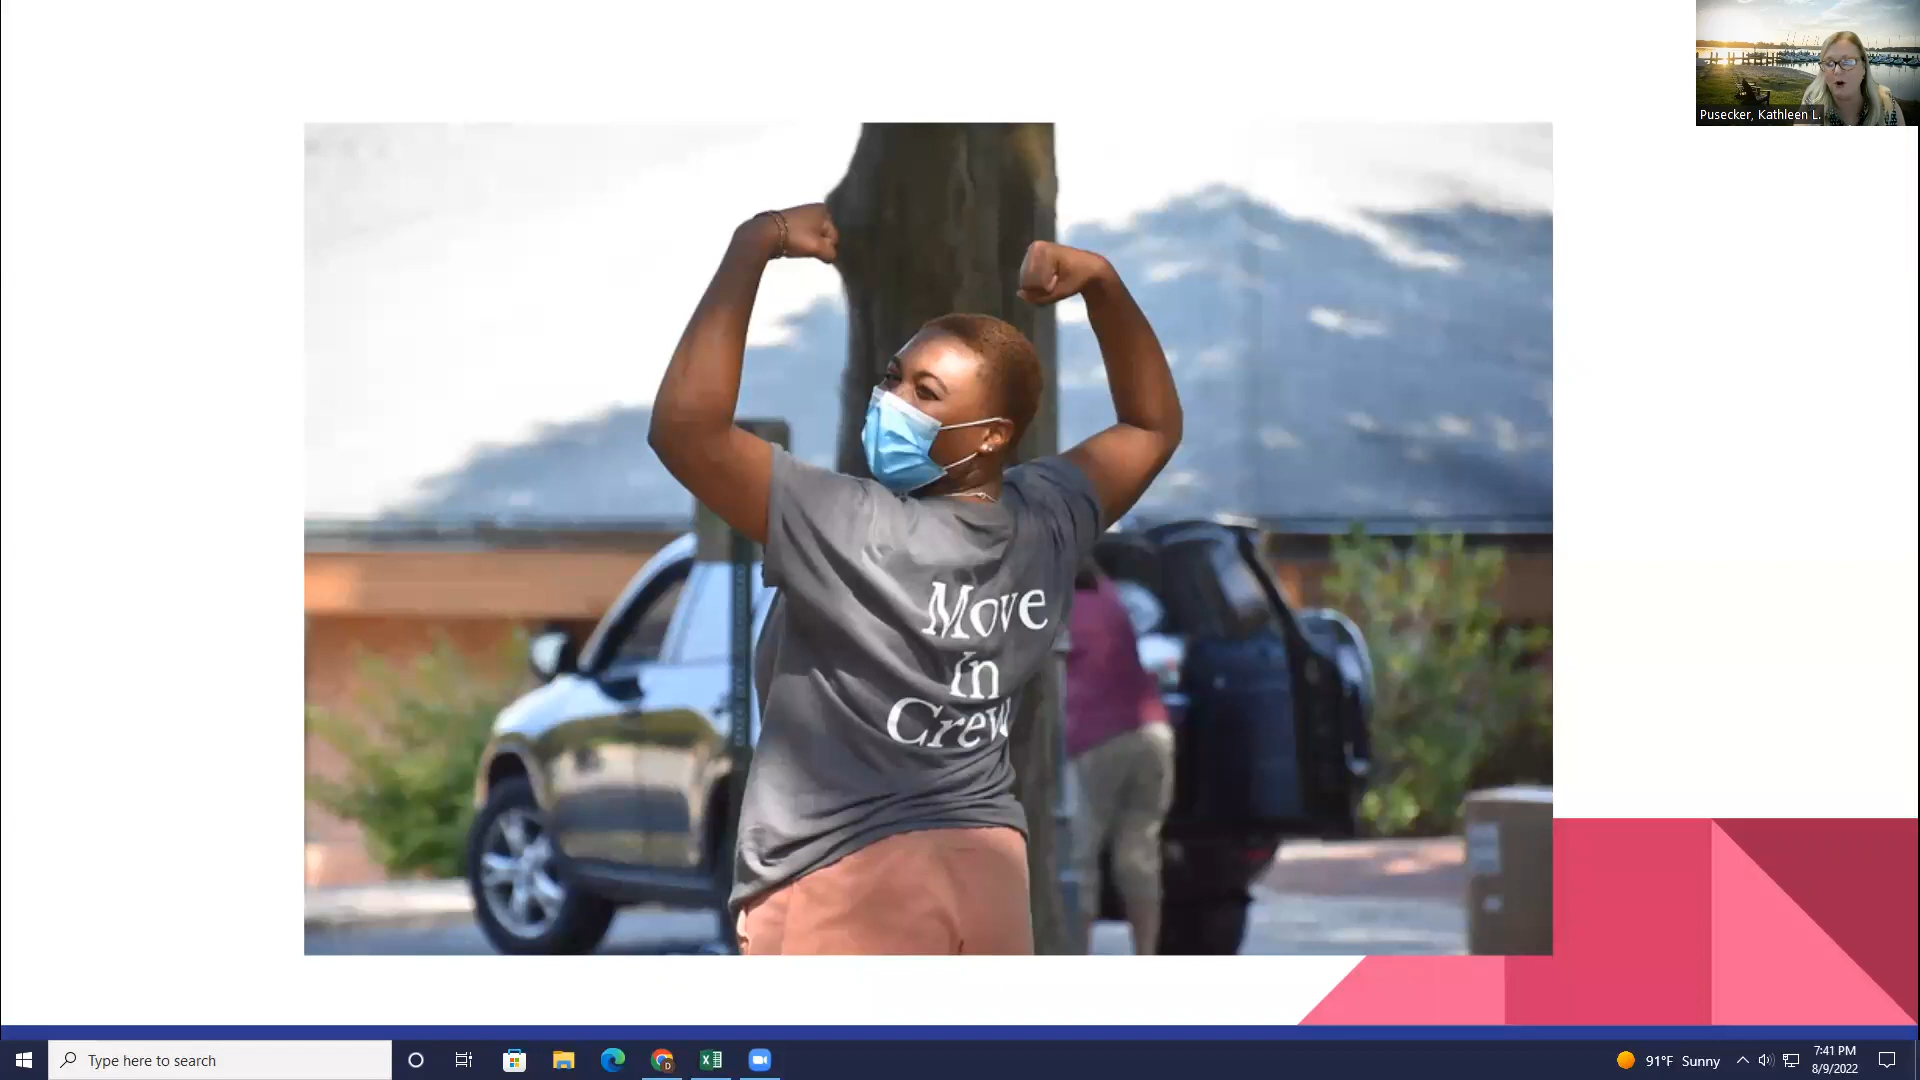 Pusecker, Kathleen L.
Move
In
Crew
Type here to search
91°F Sunny
7:41 PM
8/9/2022